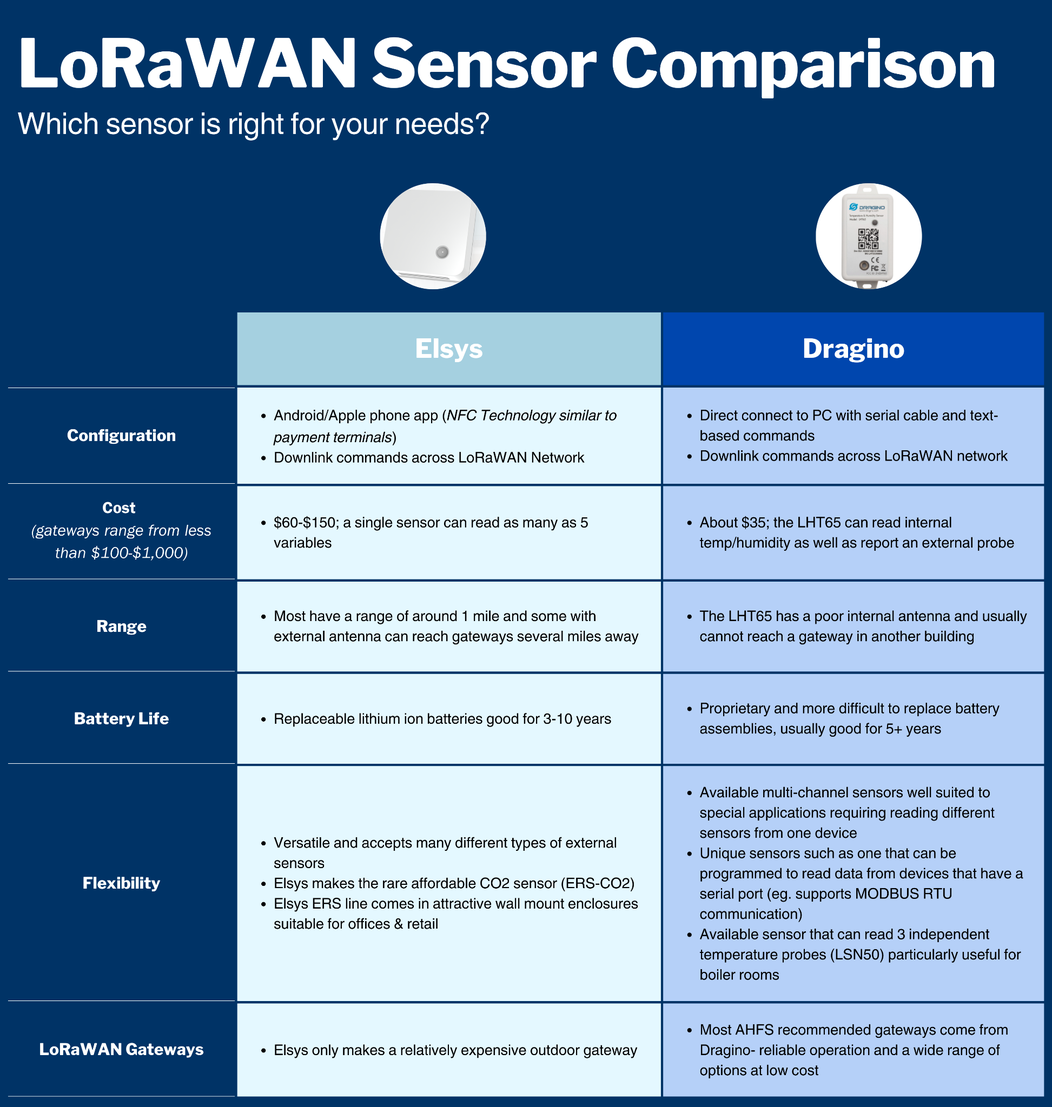 LoRaWAN Sensor Comparison
Which sensor is right for your needs?
DRAGINO
Elsys
Dragino
Configuration
• Android/Apple phone app (NFC Technology similar to
payment terminals)
• Downlink commands across LoRaWAN Network
• Direct connect to PC with serial cable and text-
based commands
• Downlink commands across LoRaWAN network
Cost
(gateways range from less
than $100-$1,000)
• $60-$150; a single sensor can read as many as 5
variables
• About $35; the LHT65 can read internal
temp/humidity as well as report an external probe
Range
• Most have a range of around 1 mile and some with
external antenna can reach gateways several miles away
• The LHT65 has a poor internal antenna and usually
cannot reach a gateway in another building
Battery Life
• Replaceable lithium ion batteries good for 3-10 years
• Proprietary and more difficult to replace battery
assemblies, usually good for 5+ years
Flexibility
• Versatile and accepts many different types of external
sensors
• Elsys makes the rare affordable CO2 sensor (ERS-CO2)
• Elsys ERS line comes in attractive wall mount enclosures
suitable for offices & retail
• Available multi-channel sensors well suited to
special applications requiring reading different
sensors from one device
• Unique sensors such as one that can be
programmed to read data from devices that have a
serial port (eg. supports MODBUS RTU
communication)
• Available sensor that can read 3 independent
temperature probes (LSN50) particularly useful for
boiler rooms
LoRaWAN Gateways
• Elsys only makes a relatively expensive outdoor gateway
• Most AHFS recommended gateways come from
Dragino- reliable operation and a wide range of
options at low cost